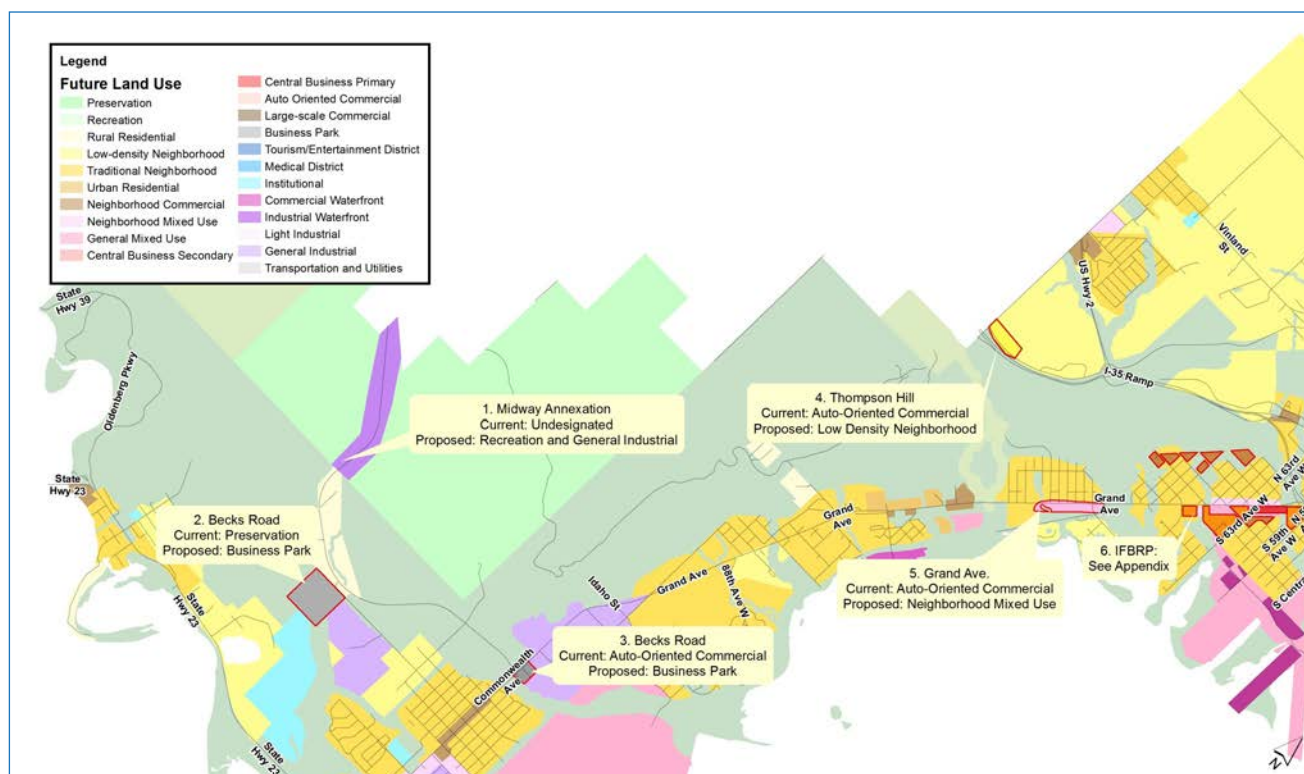 Legend
Future Land Use
Preservation
Recreation
Rural Residential
Low-density Neighborhood
Traditional Neighborhood
Urban Residential
Neighborhood Commercial
Neighborhood Mixed Use
General Mixed Use
Central Business Secondary
Central Business Primary
Auto Oriented Commercial
Large-scale Commercial
Business Park
Tourism/Entertainment District
Medical District
Institutional
Commercial Waterfront
Industrial Waterfront
Light Industrial
General Industrial
Transportation and Utilities
State
Hwy 39
Oldenberg Pkwy
State
Hwy 23
1. Midway Annexation
Current: Undesignated
Proposed: Recreation and General Industrial
2. Becks Road
Current: Preservation
Proposed: Business Park
State
Hwy 23
State
Hwy 23
3. Becks Road
Current: Auto-Oriented Commercial
Proposed: Business Park
Commonwealth
Ave
Idaho St
Grand Ave
88th Ave W
Grand
Ave
4. Thompson Hill
Current: Auto-Oriented Commercial
Proposed: Low Density Neighborhood
US Hwy 2
Vinland
St
I-35 Ramp
5. Grand Ave.
Current: Auto-Oriented Commercial
Proposed: Neighborhood Mixed Use
Grand
Ave
6. IFBRP:
See Appendix
N 63rd
Ave W
S 63rd Ave W
S 59th
Ave W
S Centr
N